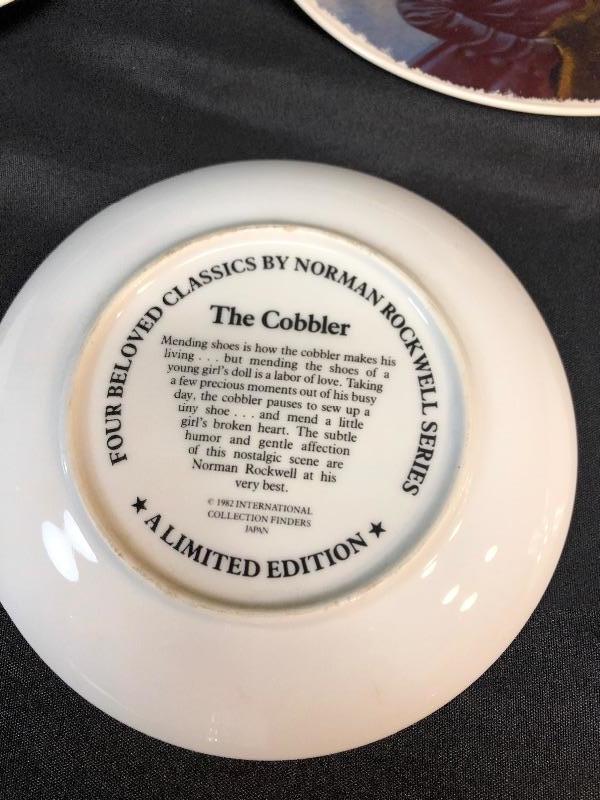 FOUR BELOVED CLASSICS BY NORMAN ROCKWELL SERIES
The Cobbler
Mending shoes is how the cobbler makes his
living . . . but mending the shoes of a
young girl's doll is a labor of love. Taking
a few precious moments out of his busy
day, the cobbler pauses to sew up a
tiny shoe . . . and mend a little
girl's broken heart. The subtle
humor and gentle affection
of this nostalgic scene are
Norman Rockwell at his
very best.
© 1982 INTERNATIONAL
COLLECTION FINDERS
JAPAN
★ A LIMITED EDITION ★